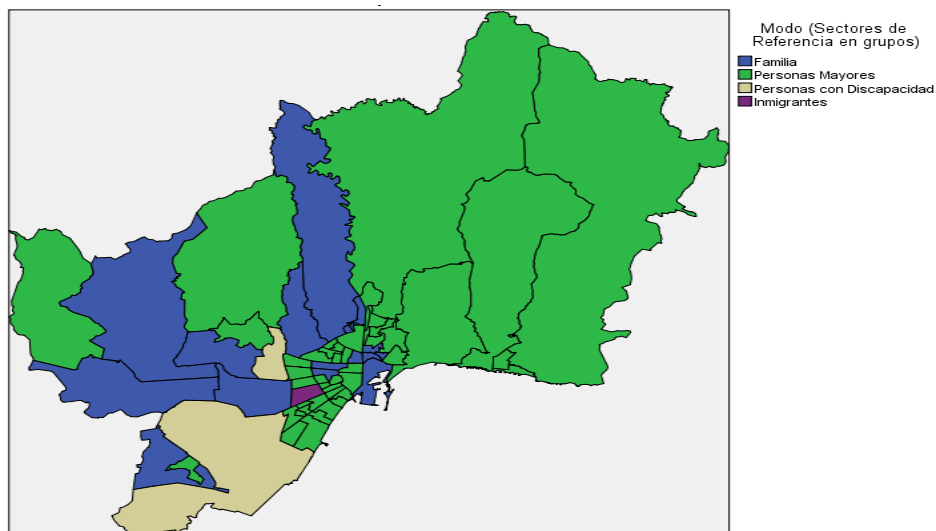 Modo (Sectores de
Referencia en grupos)
Familia
Personas Mayores
Personas con Discapacidad
Inmigrantes